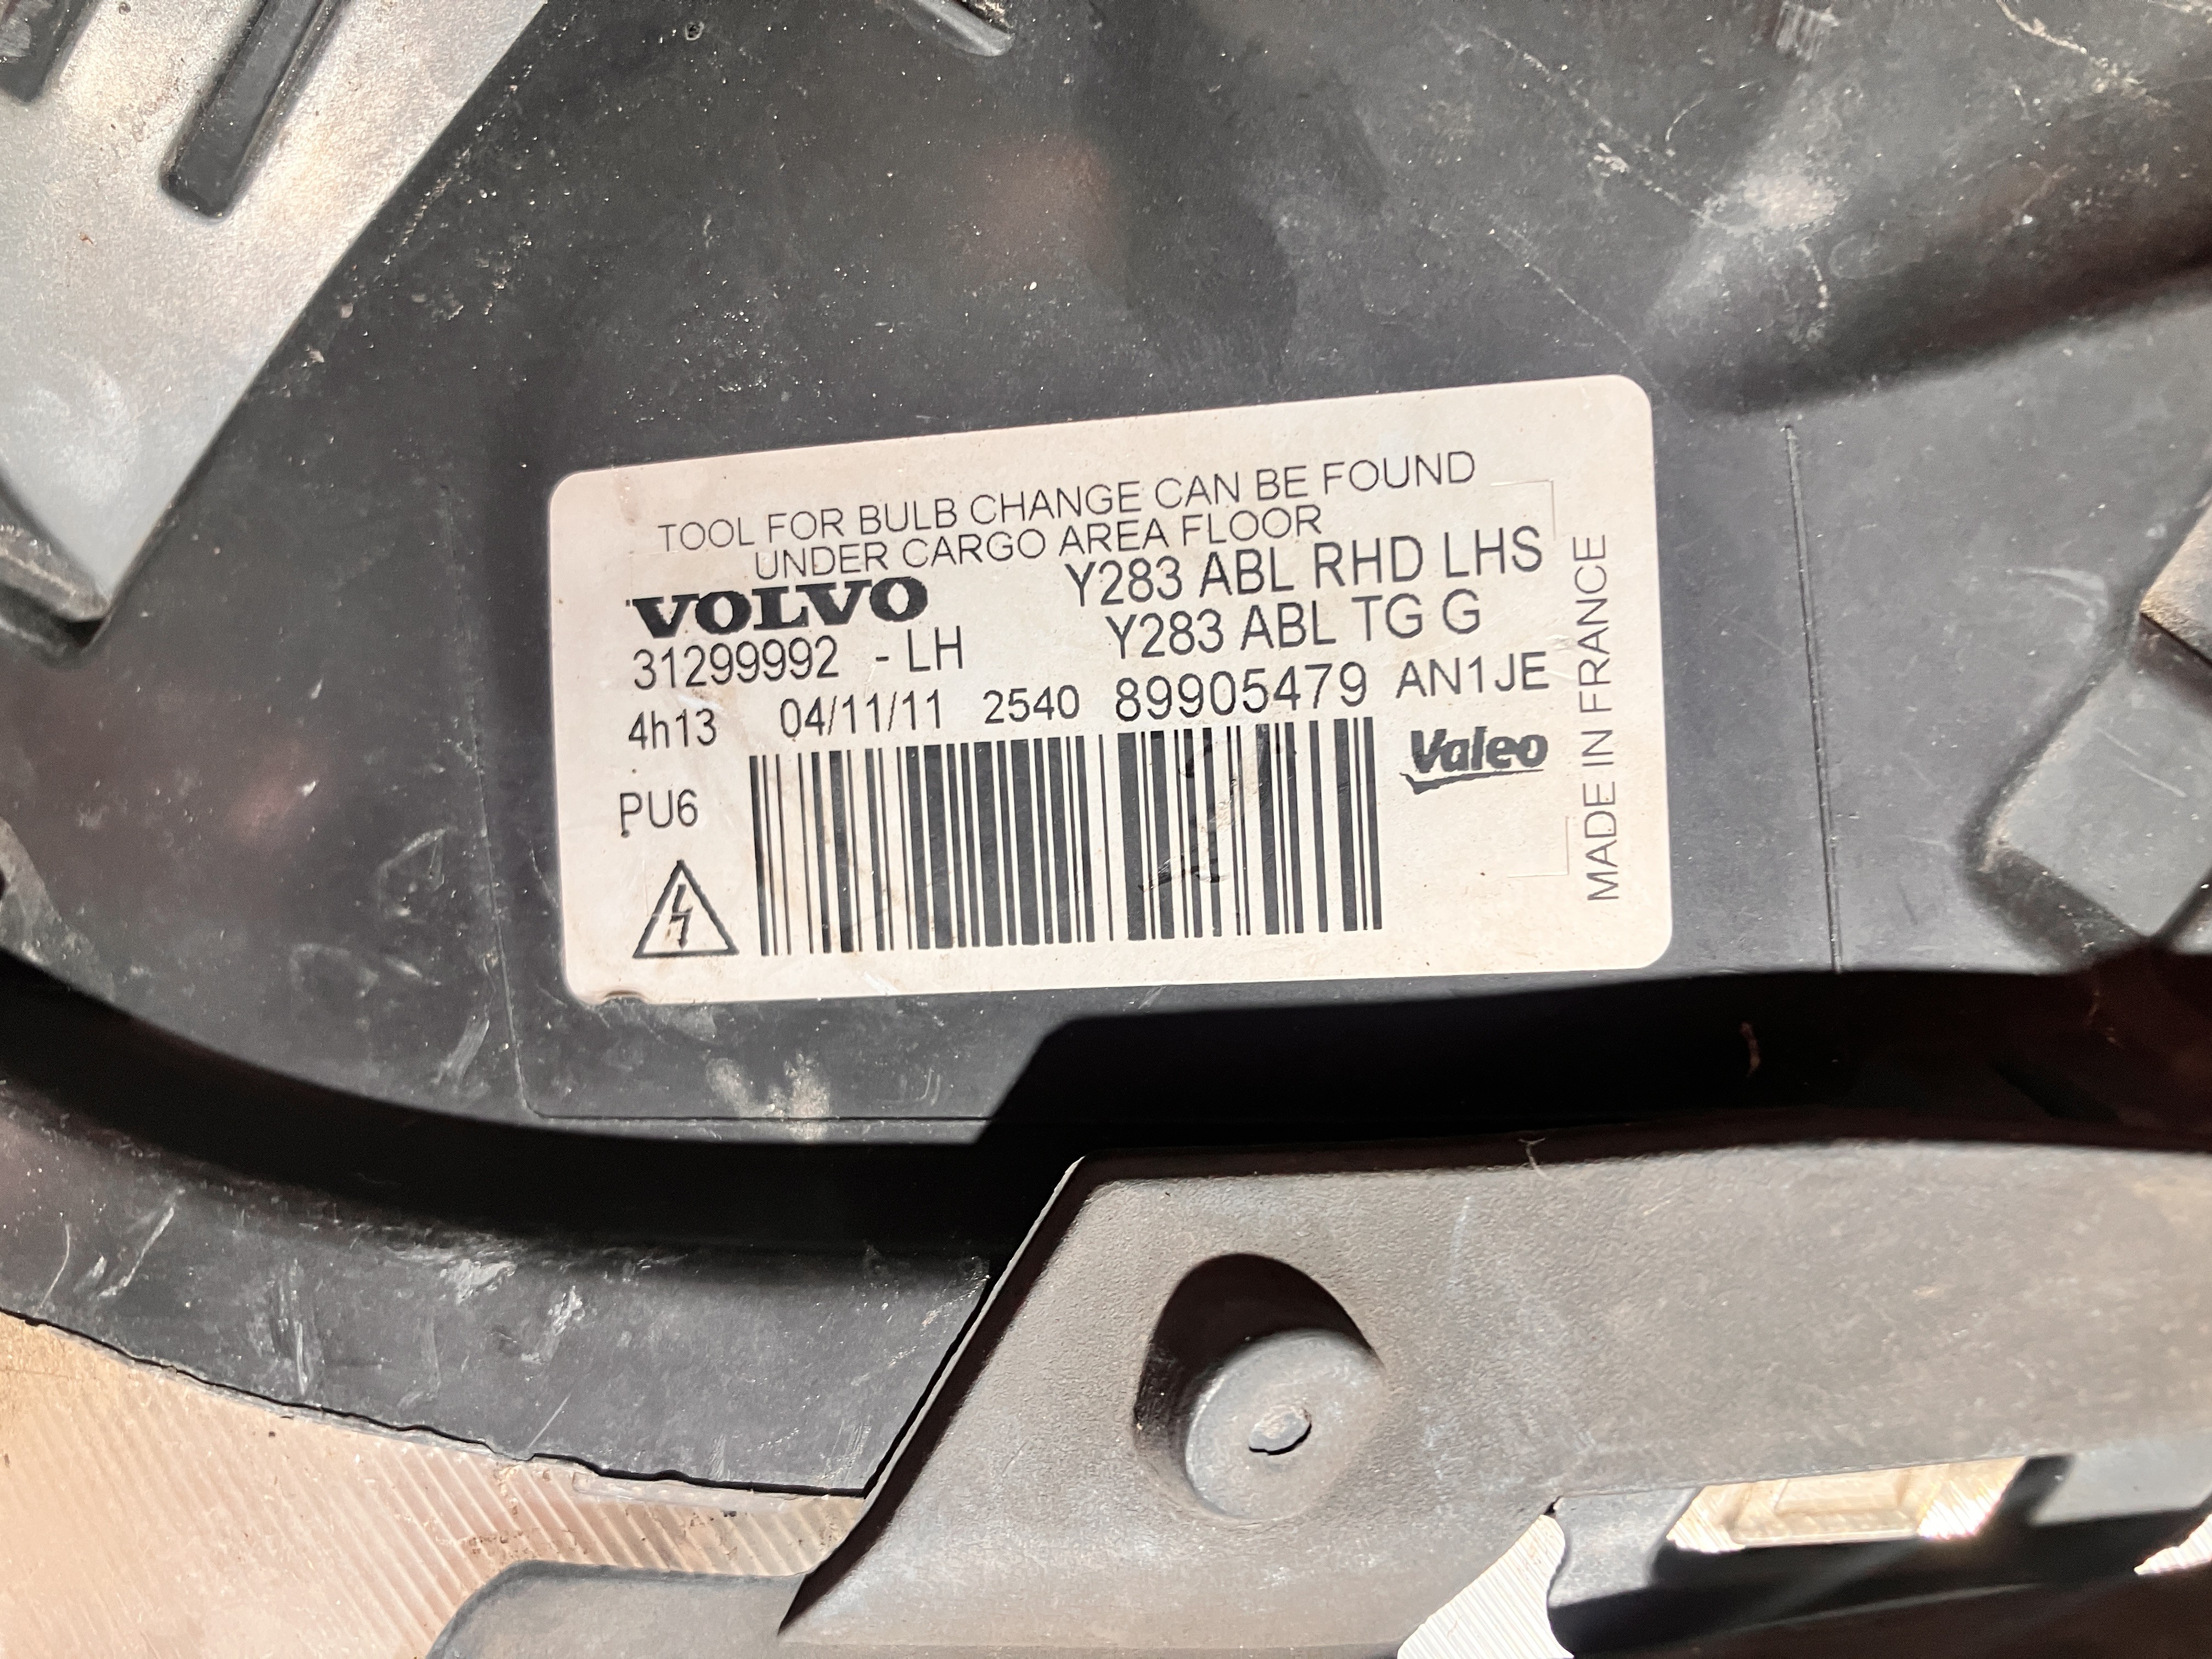 TOOL FOR BULB CHANGE CAN BE FOUND
UNDER CARGO AREA FLOOR
VOLVO Y283 ABL RHD LHS
31299992 - LH Y283 ABL TG G
4h13 04/11/11 2540 89905479 AN1JE
PU6
Valeo
MADE IN FRANCE